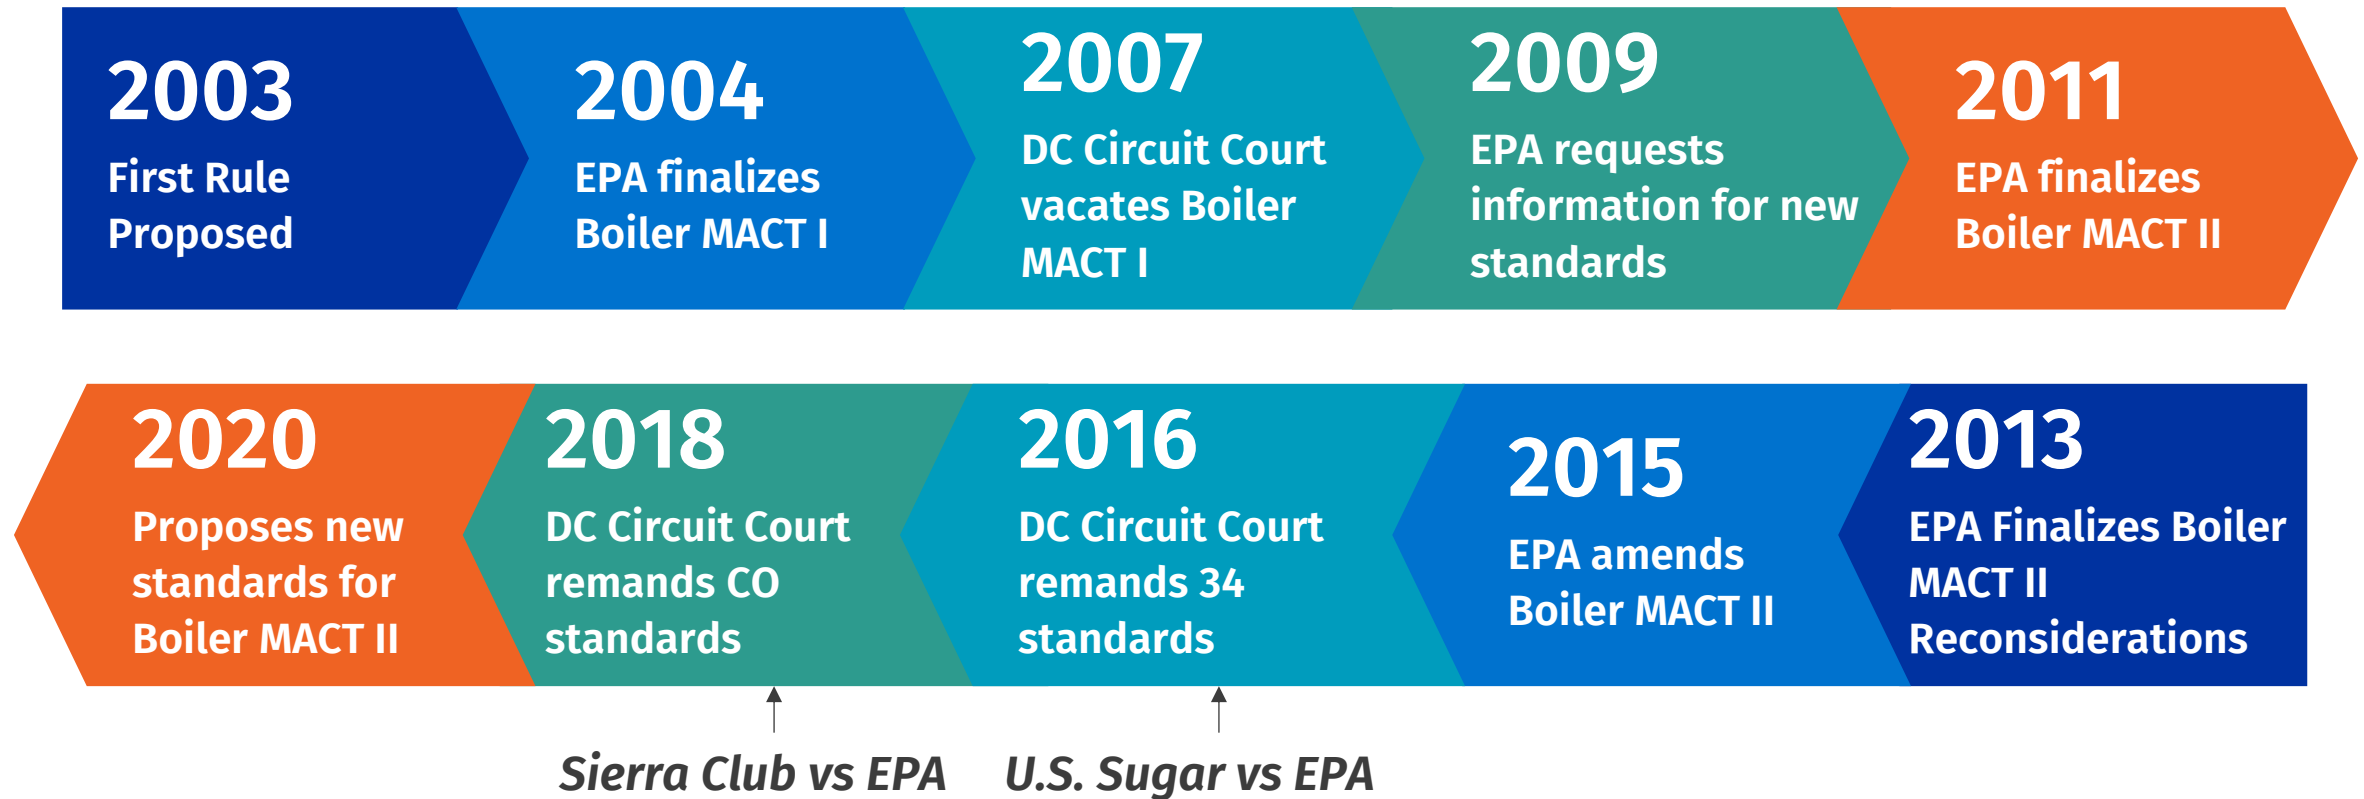 2003
First Rule
Proposed
2004
EPA finalizes
Boiler MACT I
2007
DC Circuit Court
vacates Boiler
MACT I
2009
EPA requests
information for new
standards
2011
EPA finalizes
Boiler MACT II
2013
EPA Finalizes Boiler
MACT II
Reconsiderations
2015
EPA amends
Boiler MACT II
2016
DC Circuit Court
remands 34
standards
U.S. Sugar vs EPA
2018
DC Circuit Court
remands CO
standards
Sierra Club vs EPA
2020
Proposes new
standards for
Boiler MACT II